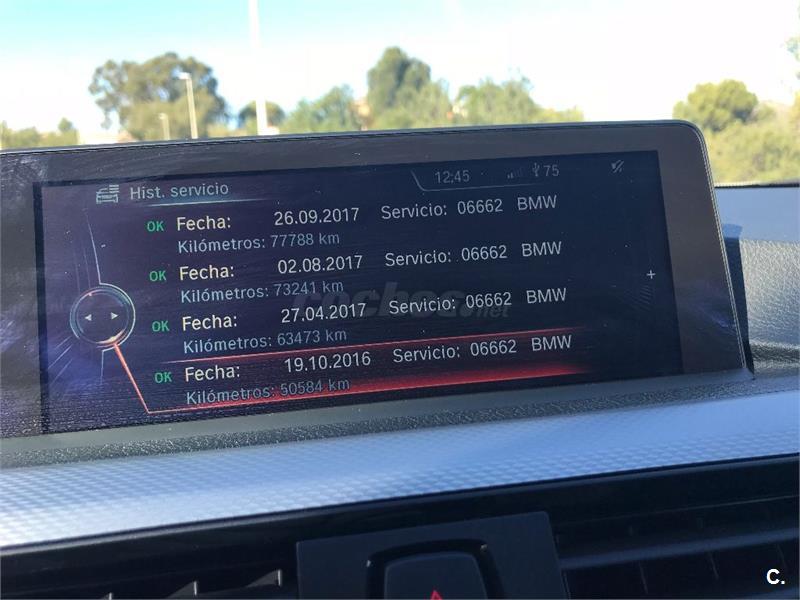 Hist. servicio
12:45 75
OK Fecha: 26.09.2017 Servicio: 06662 BMW
Kilómetros: 77788 km
OK Fecha: 02.08.2017 Servicio: 06662 BMW
Kilómetros: 73241 km
OK Fecha: 27.04.2017 Servicio: 06662 BMW
Kilómetros: 63473 km
OK Fecha: 19.10.2016 Servicio: 06662 BMW
Kilómetros: 50584 km
coches.net
C.